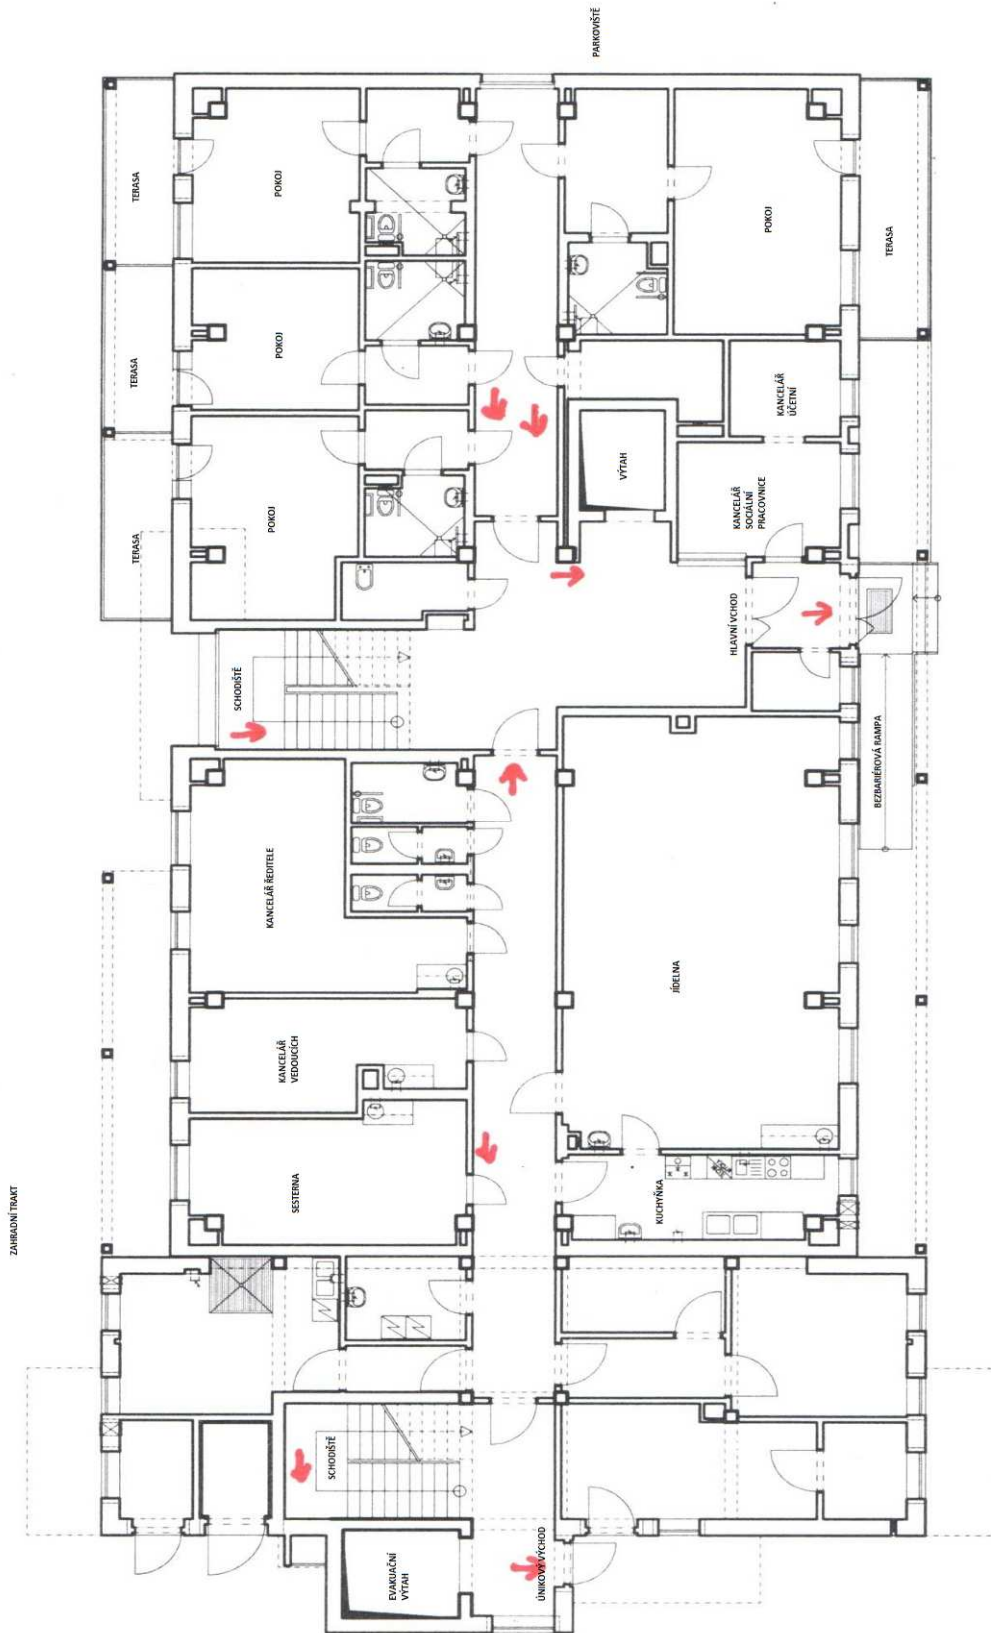 PARKOVIŠTĚ
TERASA
POKOJ
POKOJ
TERASA
TERASA
POKOJ
TERASA
KANCELÁŘ
ÚČETNÍ
VÝTAH
POKOJ
TERASA
KANCELÁŘ
SOCIÁLNÍ
PRACOVNICE
HLAVNÍ VCHOD
SCHODIŠTĚ
BEZBARIÉROVÁ RAMPA
KANCELÁŘ ŘEDITELE
JÍDELNA
KANCELÁŘ
VEDOUCÍCH
SESTERNA
KUCHYŇKA
ZAHRADNÍ TRAKT
SCHODIŠTĚ
EVAKUAČNÍ
VÝTAH
ÚNIKOVÝ VÝCHOD